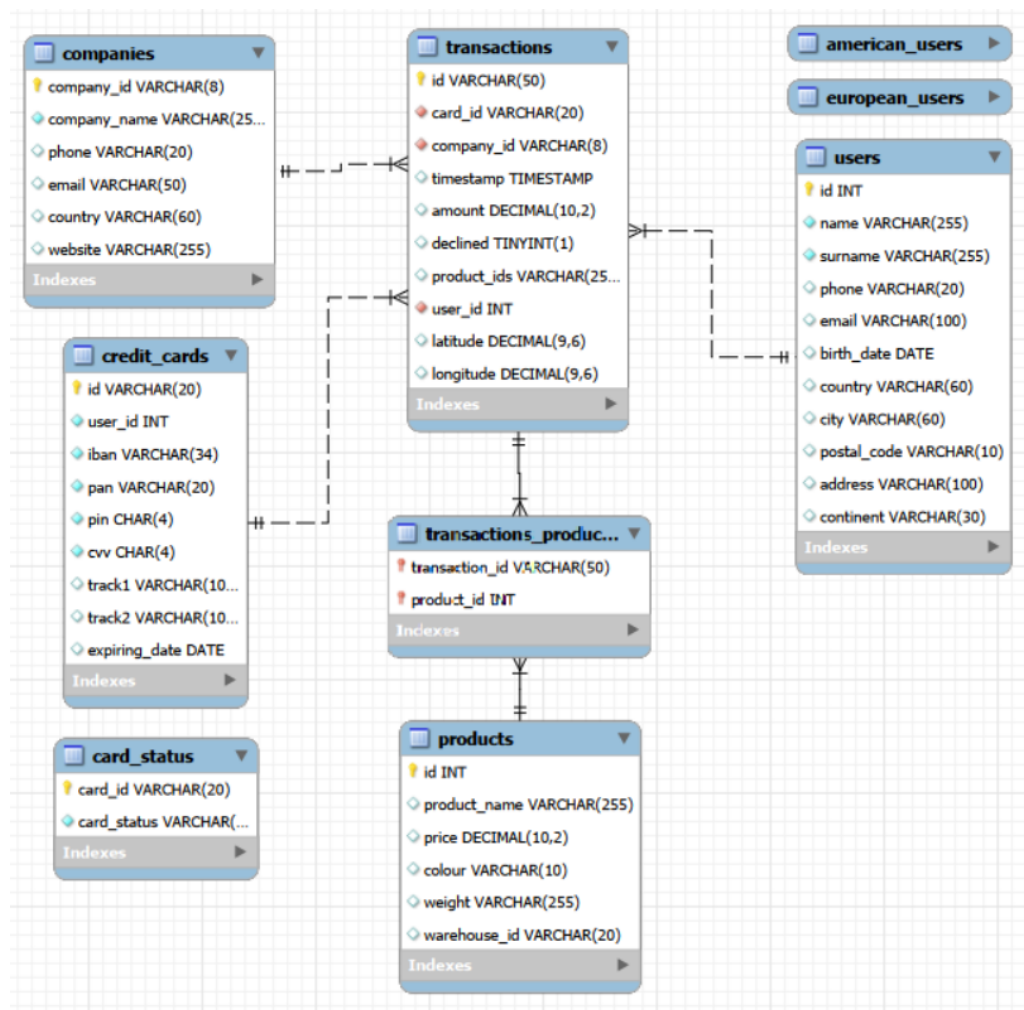 companies
company_id VARCHAR(8)
company_name VARCHAR(25...
phone VARCHAR(20)
email VARCHAR(50)
country VARCHAR(60)
website VARCHAR(255)
Indexes
transactions
id VARCHAR(50)
card_id VARCHAR(20)
company_id VARCHAR(8)
timestamp TIMESTAMP
amount DECIMAL(10,2)
declined TINYINT(1)
product_ids VARCHAR(25...
user_id INT
latitude DECIMAL(9,6)
longitude DECIMAL(9,6)
Indexes
american_users
european_users
users
id INT
name VARCHAR(255)
surname VARCHAR(255)
phone VARCHAR(20)
email VARCHAR(100)
birth_date DATE
country VARCHAR(60)
city VARCHAR(60)
postal_code VARCHAR(10)
address VARCHAR(100)
continent VARCHAR(30)
Indexes
credit_cards
id VARCHAR(20)
user_id INT
iban VARCHAR(34)
pan VARCHAR(20)
pin CHAR(4)
cvv CHAR(4)
track1 VARCHAR(10...
track2 VARCHAR(10...
expiring_date DATE
Indexes
transactions_produc...
transaction_id VARCHAR(50)
product_id INT
Indexes
card_status
card_id VARCHAR(20)
card_status VARCHAR(...
Indexes
products
id INT
product_name VARCHAR(255)
price DECIMAL(10,2)
colour VARCHAR(10)
weight VARCHAR(255)
warehouse_id VARCHAR(20)
Indexes